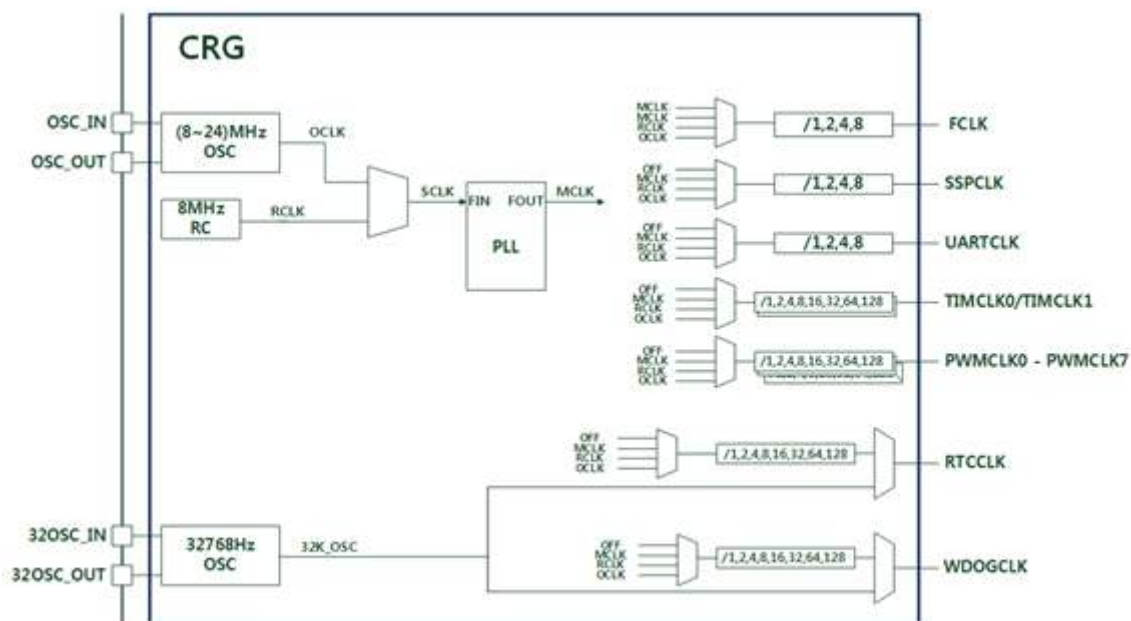 CRG
OSC_IN
OSC_OUT
(8~24)MHz
OSC
OCLK
8MHz
RC
RCLK
SCLK
FIN FOUT
PLL
MCLK
MCLK
MCLK
RCLK
OCLK
/1,2,4,8
FCLK
OFF
MCLK
RCLK
OCLK
/1,2,4,8
SSPCLK
OFF
MCLK
RCLK
OCLK
/1,2,4,8
UARTCLK
OFF
MCLK
RCLK
OCLK
/1,2,4,8,16,32,64,128
TIMCLK0/TIMCLK1
OFF
MCLK
RCLK
OCLK
/1,2,4,8,16,32,64,128
PWMCLK0 - PWMCLK7
OFF
MCLK
RCLK
OCLK
/1,2,4,8,16,32,64,128
RTCCLK
32OSC_IN
32OSC_OUT
32768Hz
OSC
32K_OSC
OFF
MCLK
RCLK
OCLK
/1,2,4,8,16,32,64,128
WDOGCLK